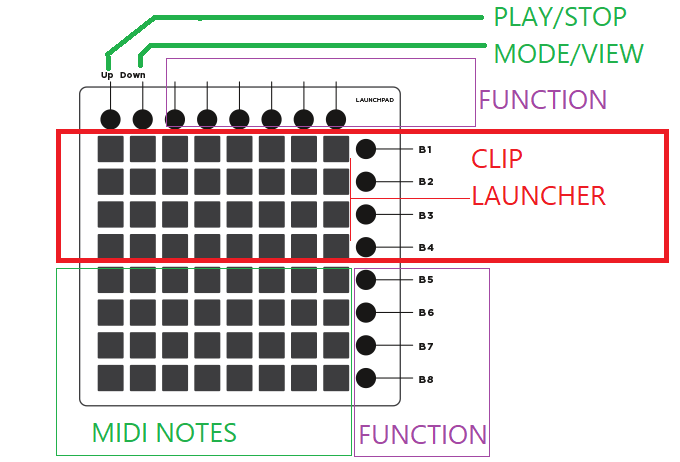 PLAY/STOP
MODE/VIEW
Up Down
LAUNCHPAD
FUNCTION
B1
CLIP
LAUNCHER
B2
B3
B4
B5
B6
B7
B8
MIDI NOTES
FUNCTION